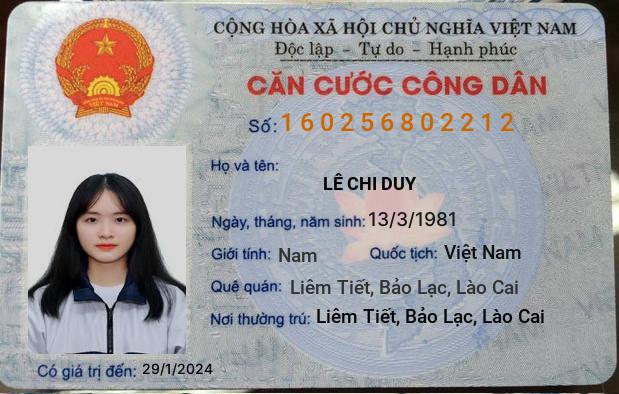 CỘNG HÒA XÃ HỘI CHỦ NGHĨA VIỆT NAM
Độc lập - Tự do - Hạnh phúc
CĂN CƯỚC CÔNG DÂN
Số: 160256802212
Họ và tên:
LÊ CHI DUY
Ngày, tháng, năm sinh: 13/3/1981
Giới tính: Nam Quốc tịch: Việt Nam
Quê quán: Liêm Tiết, Bảo Lạc, Lào Cai
Nơi thường trú: Liêm Tiết, Bảo Lạc, Lào Cai
Có giá trị đến: 29/1/2024